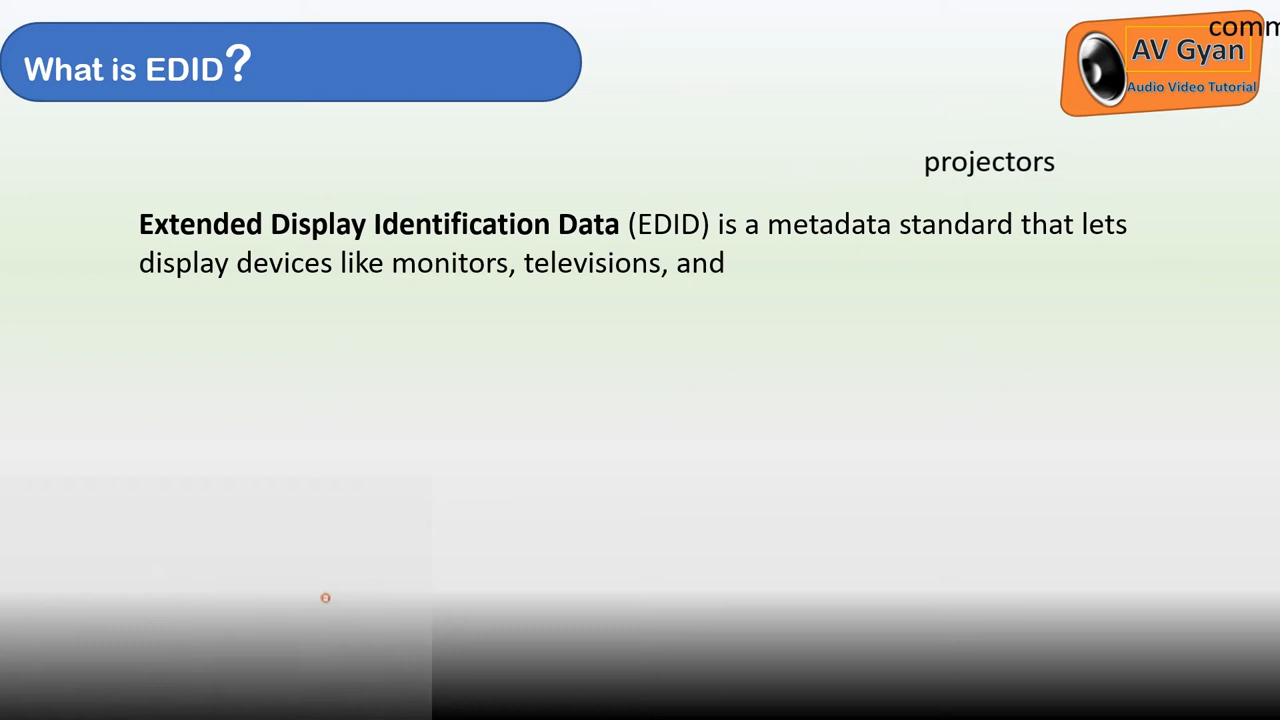 What is EDID?
comm
AV Gyan
Audio Video Tutorial
projectors
Extended Display Identification Data (EDID) is a metadata standard that lets
display devices like monitors, televisions, and